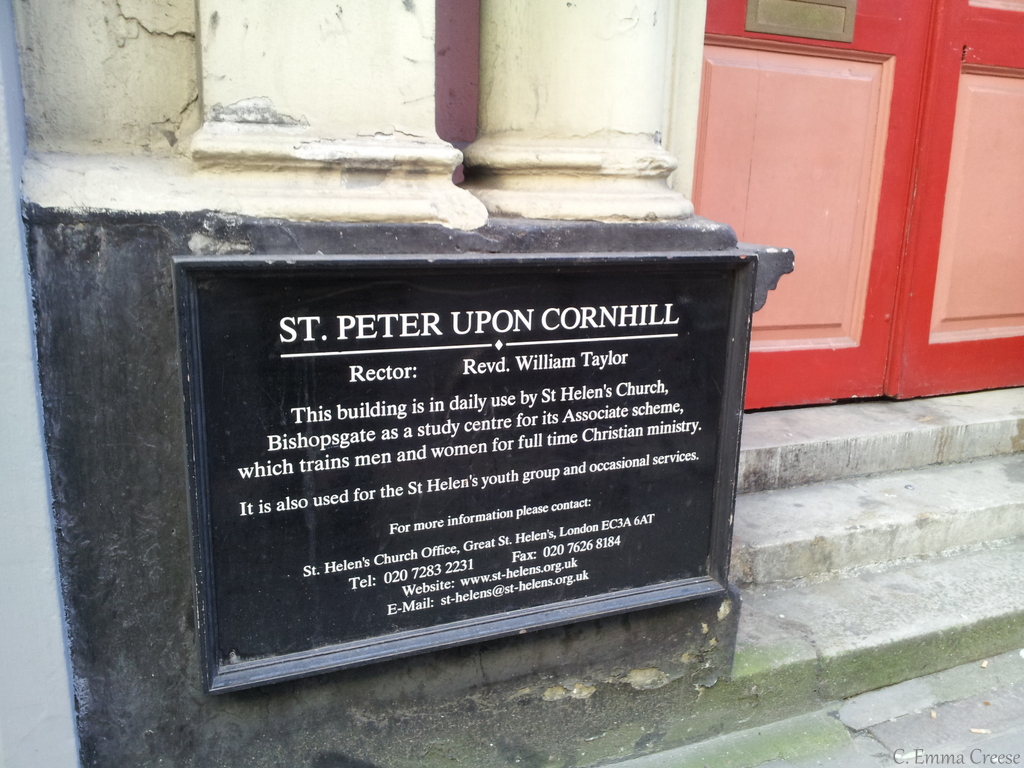 ST. PETER UPON CORNHILL
Rector: Revd. William Taylor
This building is in daily use by St Helen's Church,
Bishopsgate as a study centre for its Associate scheme,
which trains men and women for full time Christian ministry.
It is also used for the St Helen's youth group and occasional services.
For more information please contact:
St. Helen's Church Office, Great St. Helen's, London EC3A 6AT
Tel: 020 7283 2231 Fax: 020 7626 8184
Website: www.st-helens.org.uk
E-Mail: st-helens@st-helens.org.uk
C. Emma Creese